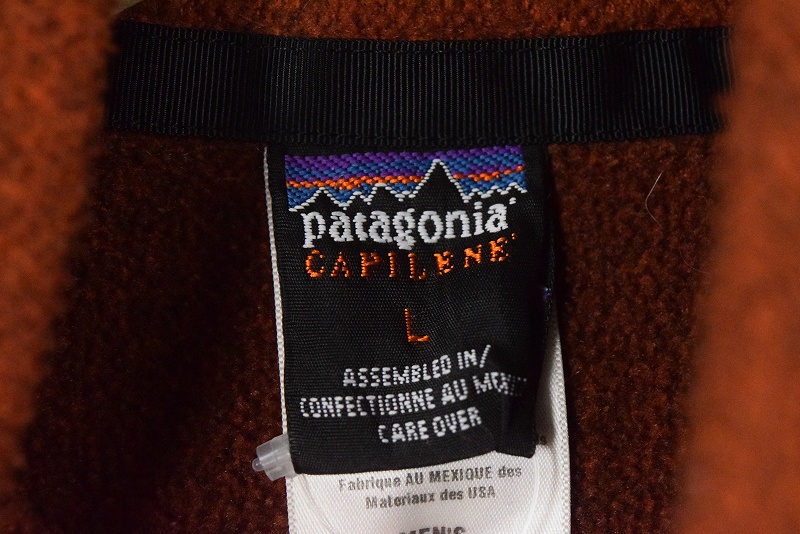 patagonia
CAPILENE
L
ASSEMBLED IN/
CONFECTIONNE AU
CARE OVER
Fabrique AU MEXIQUE des
Materiaux des USA